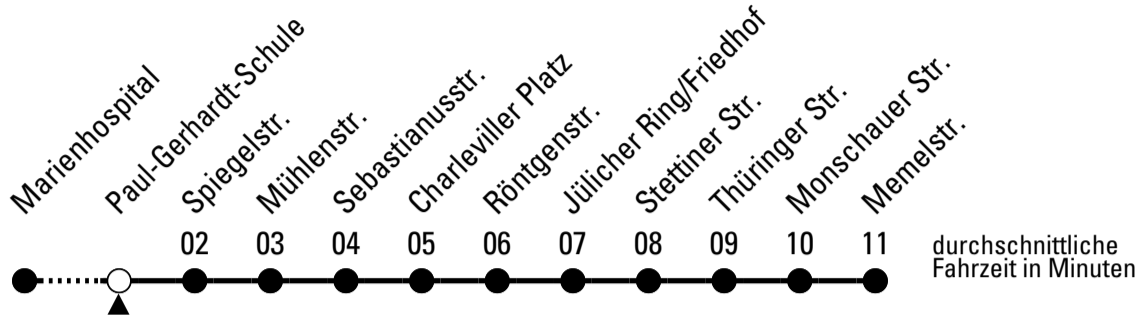 Marienhospital
Paul-Gerhardt-Schule
Spiegelstr.
Mühlenstr.
Sebastianusstr.
Charleviller Platz
Röntgenstr.
Jülicher Ring/Friedhof
Stettiner Str.
Thüringer Str.
Monschauer Str.
Memelstr.
02 03 04 05 06 07 08 09 10 11
durchschnittliche
Fahrzeit in Minuten